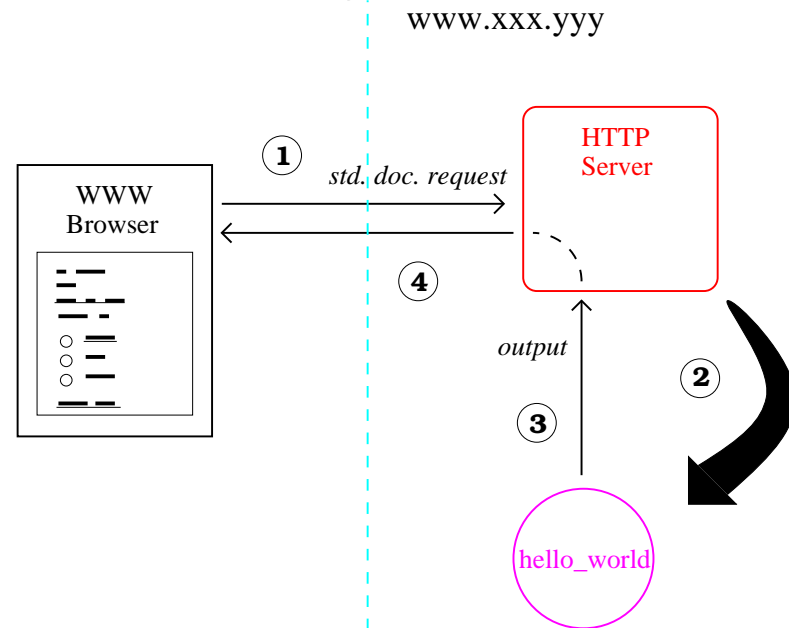 www.xxx.yyy
1
std. doc. request
HTTP
Server
WWW
Browser
4
output
2
3
hello_world